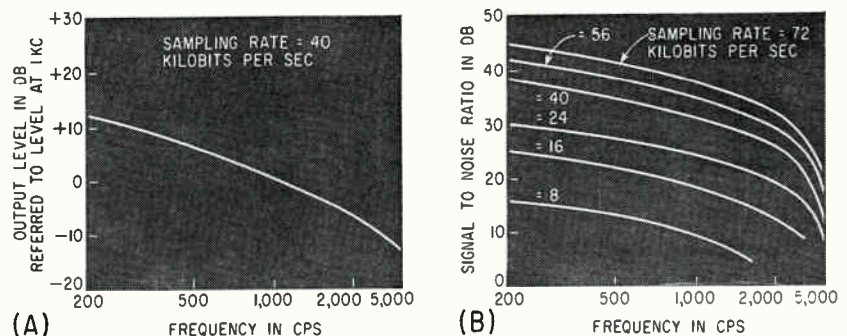 +30
+20
+10
0
−10
−20
OUTPUT LEVEL IN DB
REFERRED TO LEVEL AT 1KC
SAMPLING RATE = 40
KILOBITS PER SEC
200
500
1,000
2,000
5,000
FREQUENCY IN CPS
(A)
50
40
30
20
10
0
SIGNAL TO NOISE RATIO IN DB
= 56
SAMPLING RATE = 72
KILOBITS PER SEC
= 40
= 24
= 16
= 8
200
500
1,000
2,000
5,000
FREQUENCY IN CPS
(B)